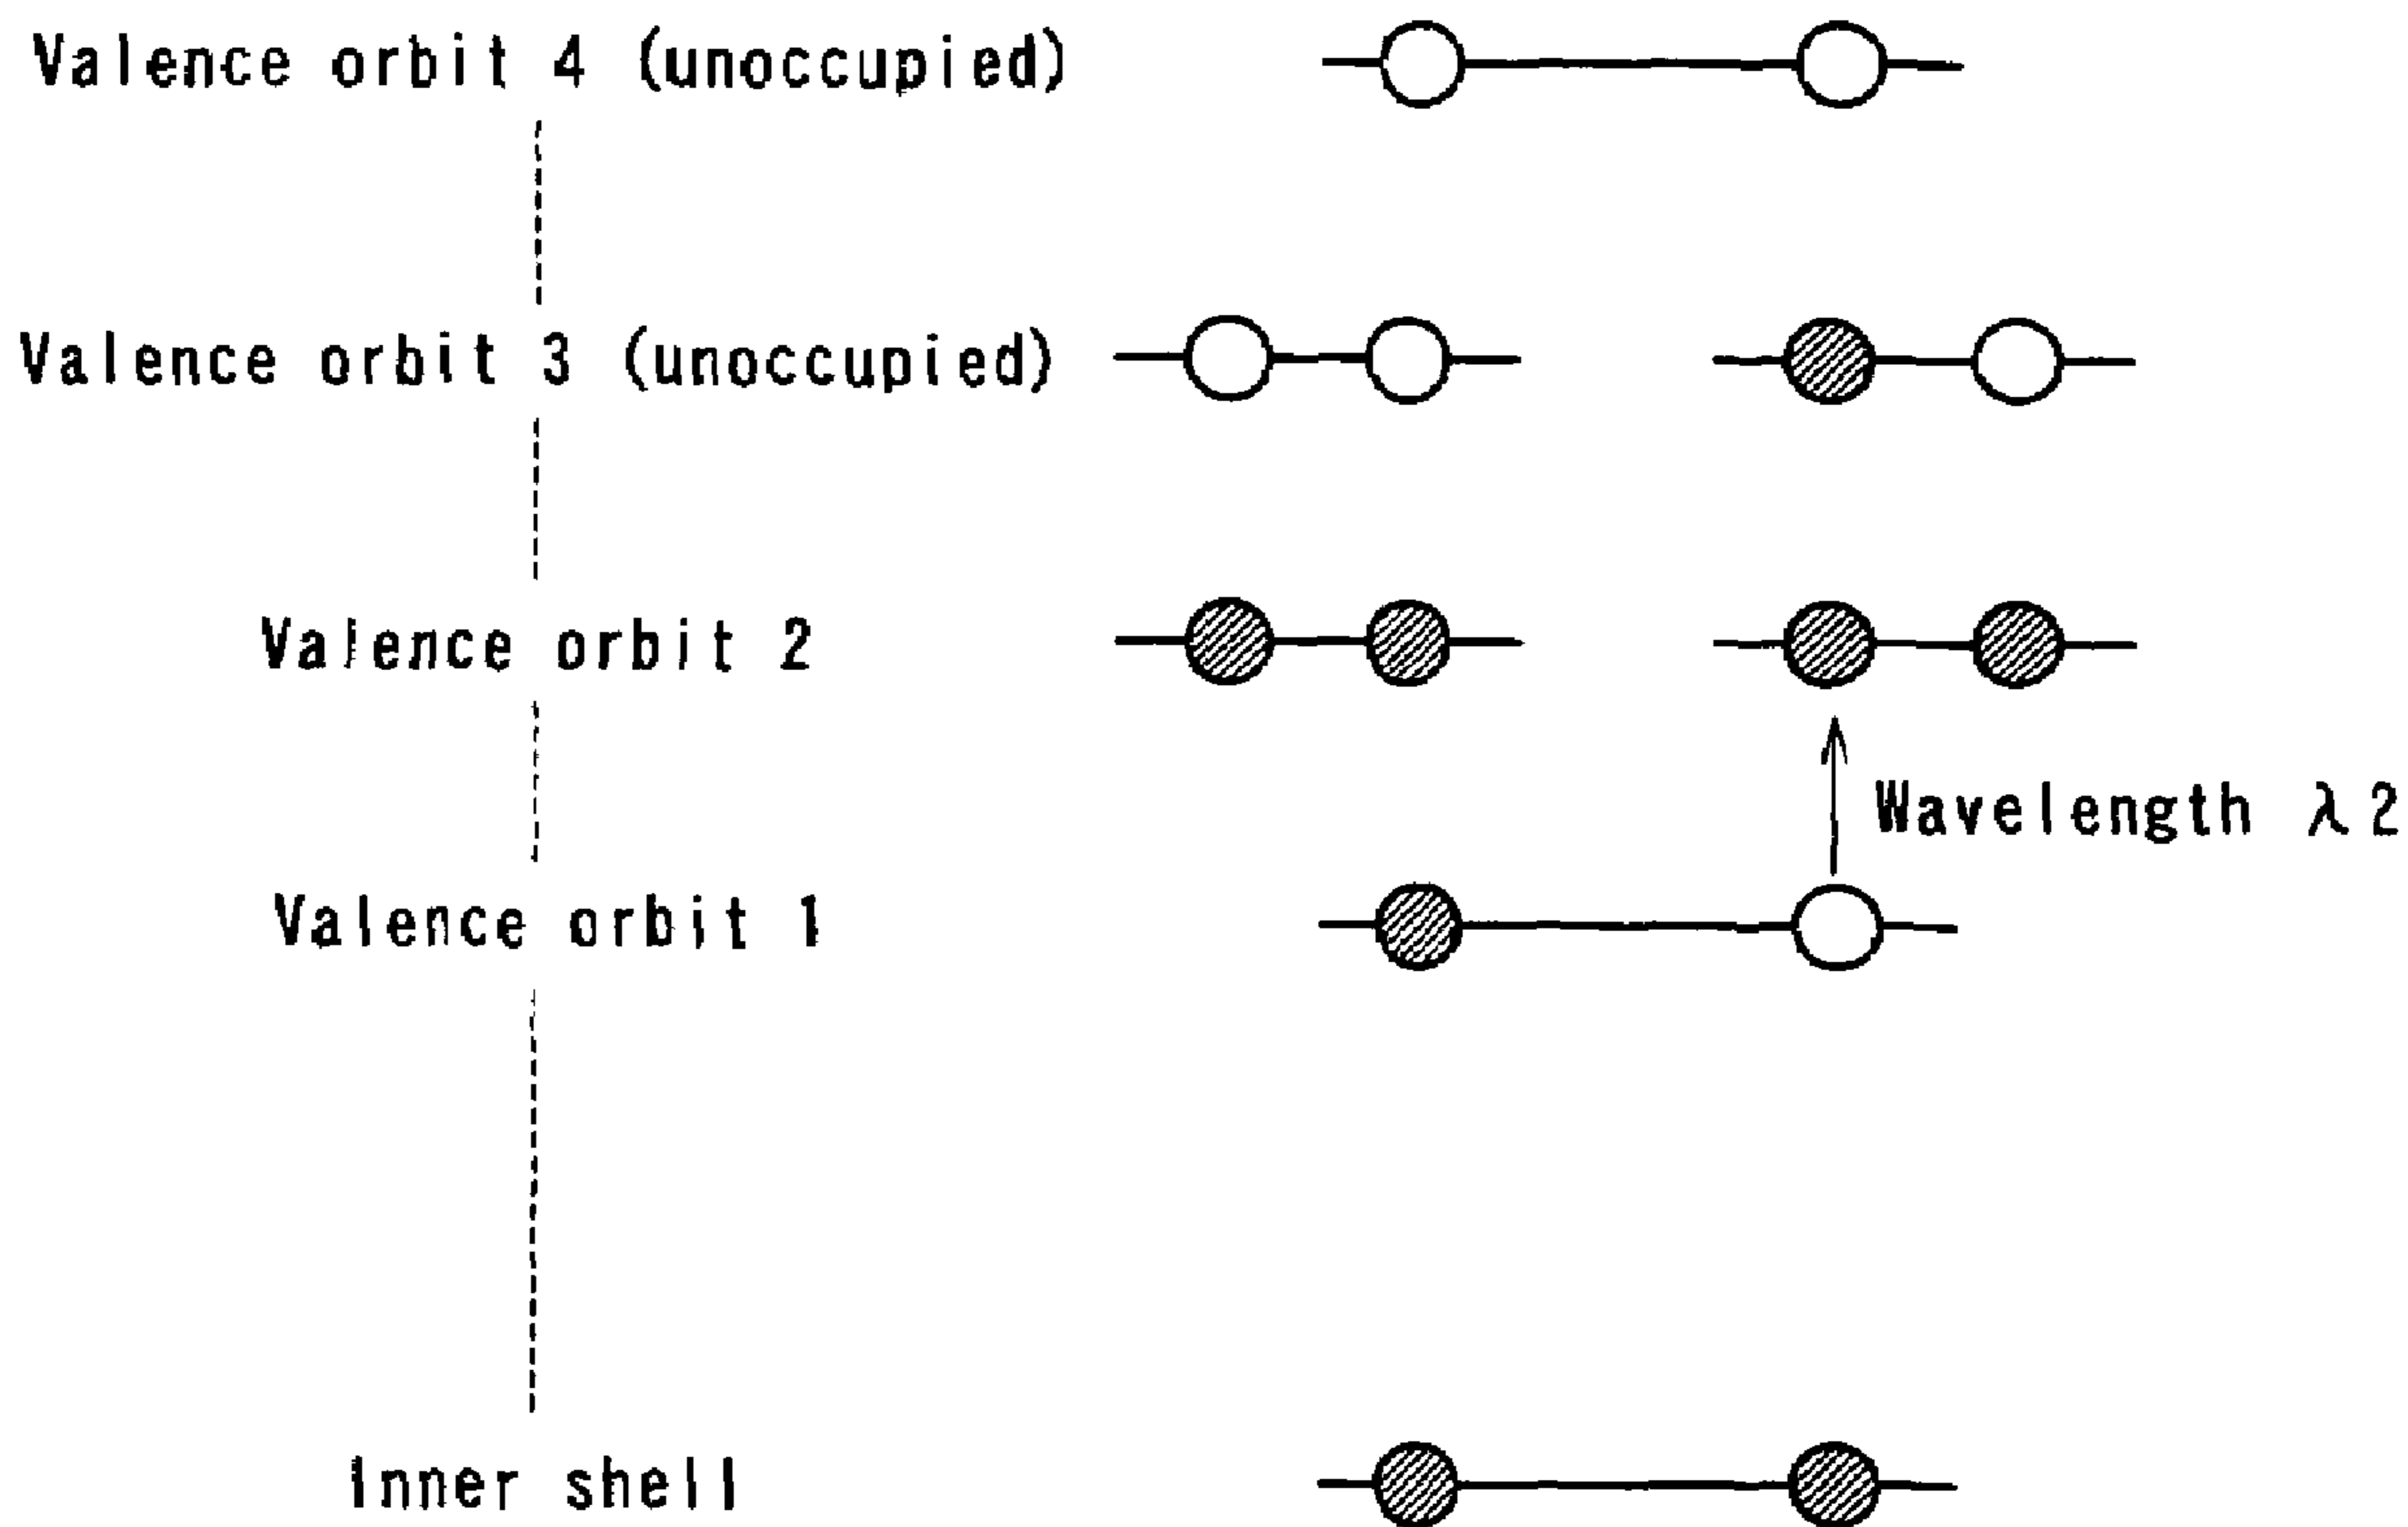 Valence orbit 4 (unoccupied)
Valence orbit 3 (unoccupied)
Valence orbit 2
Wavelength λ2
Valence orbit 1
Inner shell